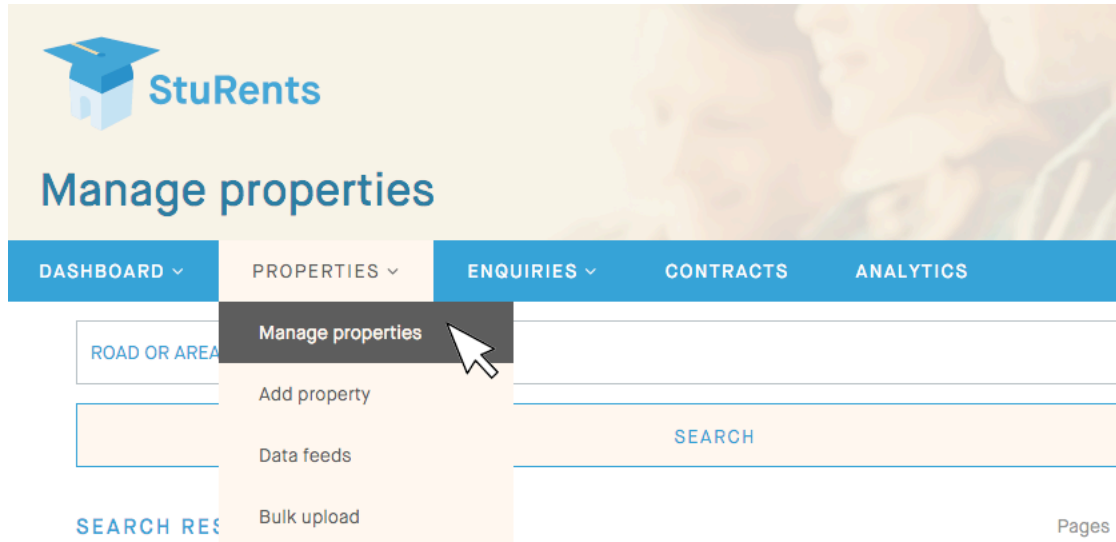 StuRents
Manage properties
DASHBOARD PROPERTIES ENQUIRIES CONTRACTS ANALYTICS
Manage properties
ROAD OR AREA
Add property
SEARCH
Data feeds
Bulk upload
SEARCH RES
Pages